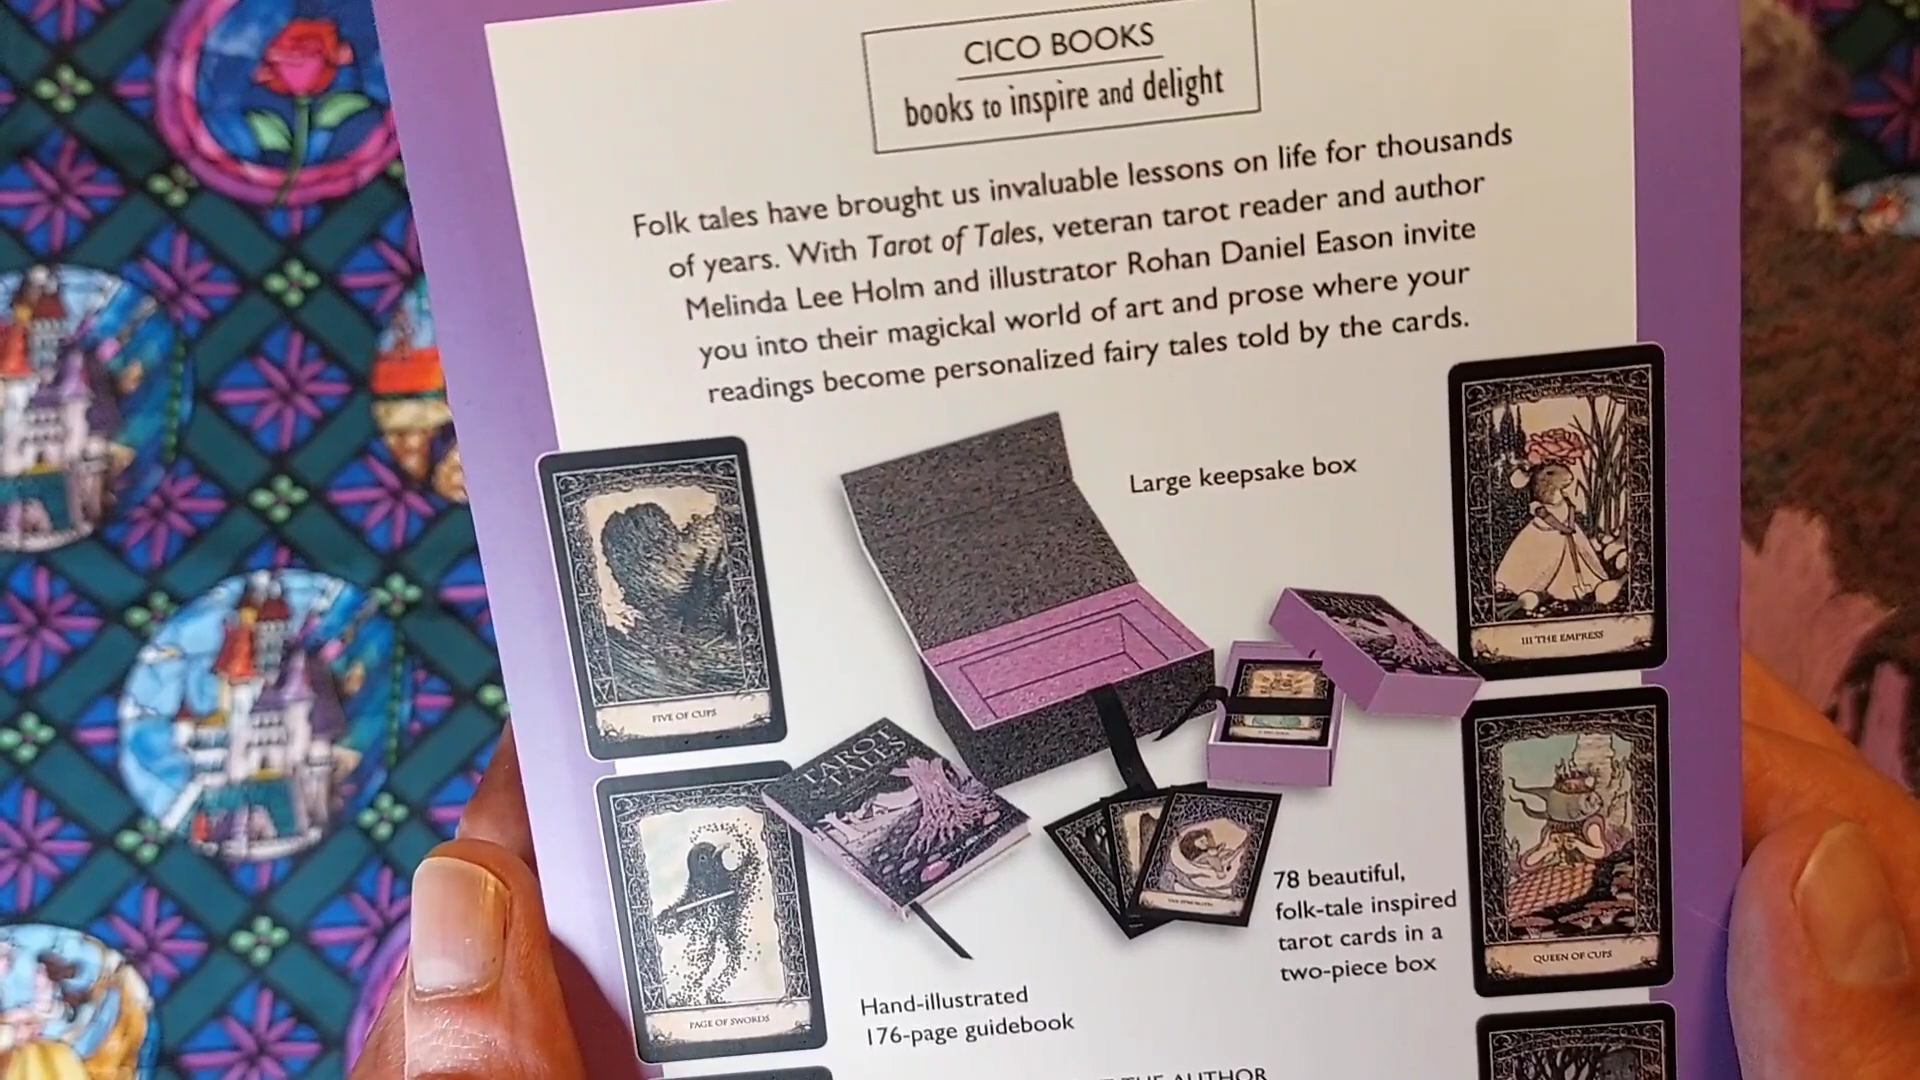 CICO BOOKS
books to inspire and delight
Folk tales have brought us invaluable lessons on life for thousands
of years. With Tarot of Tales, veteran tarot reader and author
Melinda Lee Holm and illustrator Rohan Daniel Eason invite
you into their magickal world of art and prose where your
readings become personalized fairy tales told by the cards.
Large keepsake box
III THE EMPRESS
FIVE OF CUPS
TAROT
TALES
78 beautiful,
folk-tale inspired
tarot cards in a
two-piece box
QUEEN OF CUPS
PAGE OF SWORDS
Hand-illustrated
176-page guidebook
THE AUTHOR